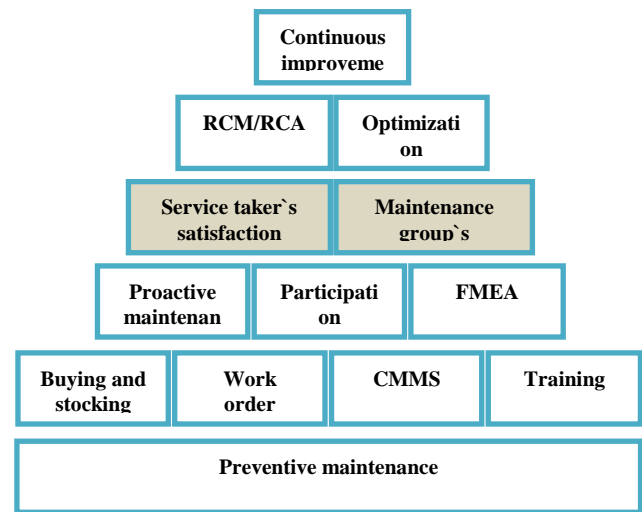 Continuous
improveme
RCM/RCA
Optimizati
on
Service taker`s
satisfaction
Maintenance
group`s
Proactive
maintenan
Participati
on
FMEA
Buying and
stocking
Work
order
CMMS
Training
Preventive maintenance